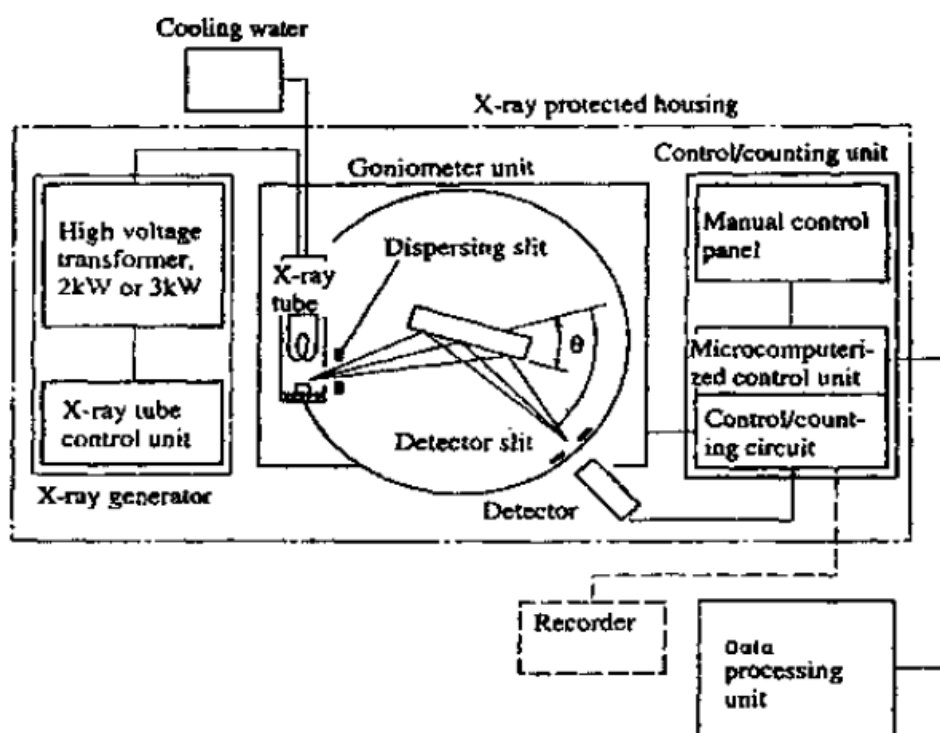 Cooling water
X-ray protected housing
Goniometer unit
Control/counting unit
High voltage
transformer,
2kW or 3kW
X-ray
tube
Dispersing slit
Manual control
panel
θ
Microcomputeri-
zed control unit
X-ray tube
control unit
Detector slit
Control/count-
ing circuit
X-ray generator
Detector
Recorder
Data
processing
unit